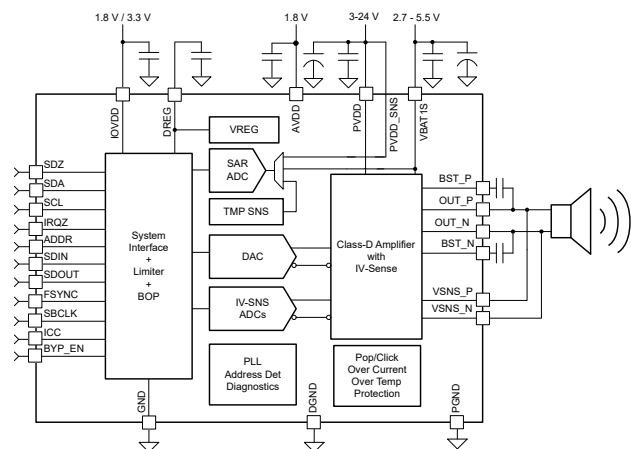 1.8 V / 3.3 V
1.8 V
3-24 V
2.7 - 5.5 V
IOVDD
DREG
AVDD
PVDD
PVDD_SNS
VBAT1S
VREG
SDZ
SDA
SCL
IRQZ
ADDR
SDIN
SDOUT
FSYNC
SBCLK
ICC
BYP_EN
System
Interface
+
Limiter
+
BOP
SAR
ADC
TMP SNS
DAC
IV-SNS
ADCs
Class-D Amplifier
with
IV-Sense
BST_P
OUT_P
OUT_N
BST_N
VSNS_P
VSNS_N
PLL
Address Det
Diagnostics
Pop/Click
Over Current
Over Temp
Protection
GND
DGND
PGND